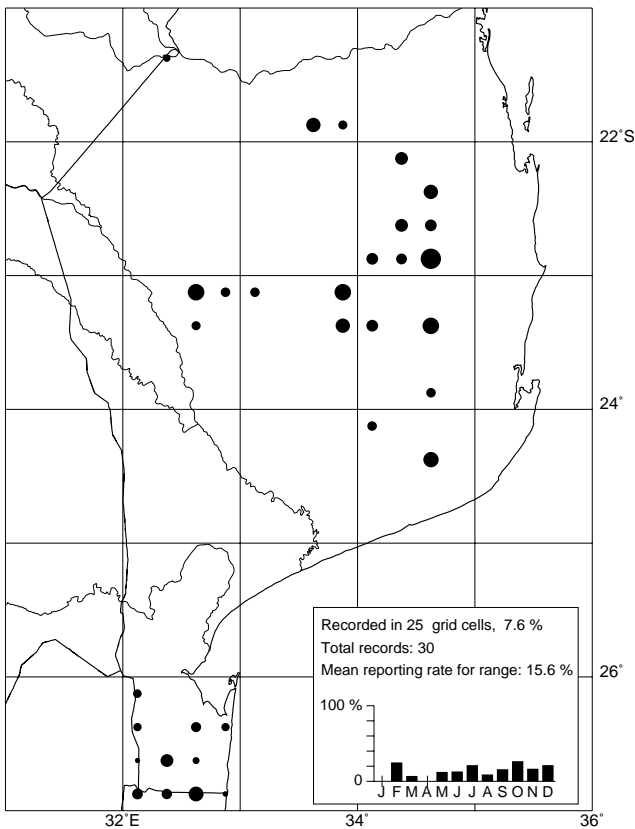 22°S
24°
Recorded in 25 grid cells, 7.6 %
Total records: 30
Mean reporting rate for range: 15.6 %
26°
100 %
0
J F M A M J J A S O N D
32°E 34° 36°